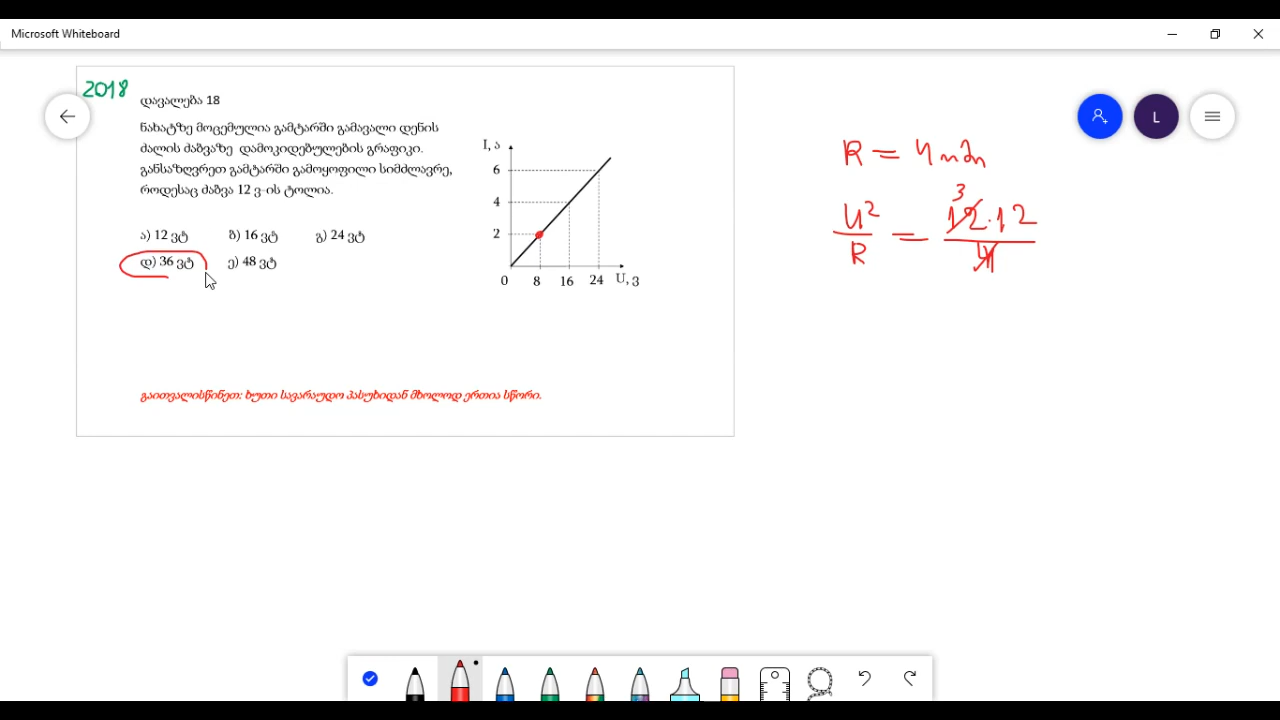 Microsoft Whiteboard
2018
დავალება 18
ნახატზე მოცემულია გამტარში გამავალი დენის
ძალის ძაბვაზე დამოკიდებულების გრაფიკი.
განსაზღვრეთ გამტარში გამოყოფილი სიმძლავრე,
როდესაც ძაბვა 12 ვ-ის ტოლია.
ა) 12 ვტ ბ) 16 ვტ გ) 24 ვტ
დ) 36 ვტ ე) 48 ვტ
I, ა
6
4
2
0 8 16 24 U, ვ
გაითვალისწინეთ: ხუთი სავარაუდო პასუხიდან მხოლოდ ერთია სწორი.
L
R = 4 ომი
3
U² / R = 12·12 / 4